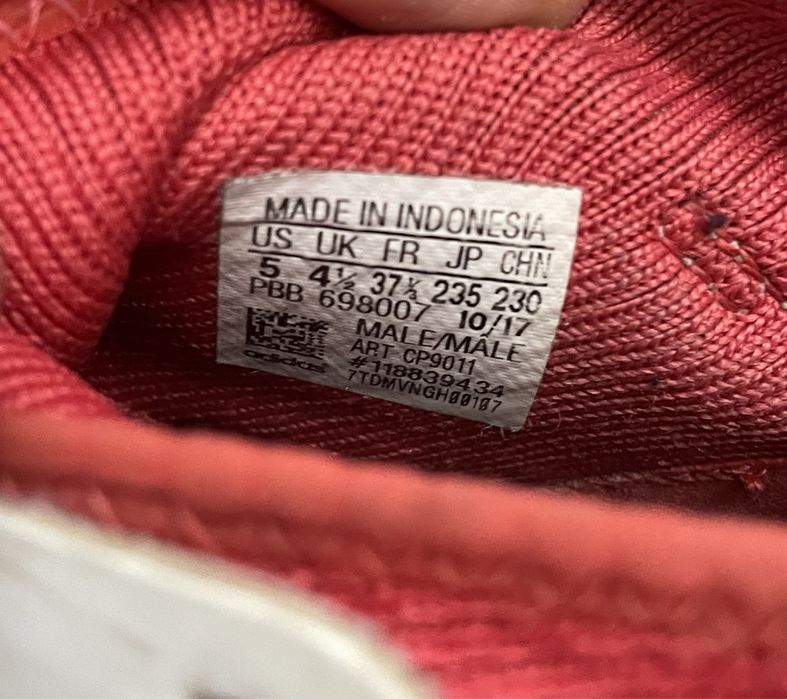 MADE IN INDONESIA
US UK FR JP CHN
5 4½ 37⅓ 235 230
PBB 698007 10/17
MALE/MÂLE
ART CP9011
#118839434
adidas 7TDMVNGH00107